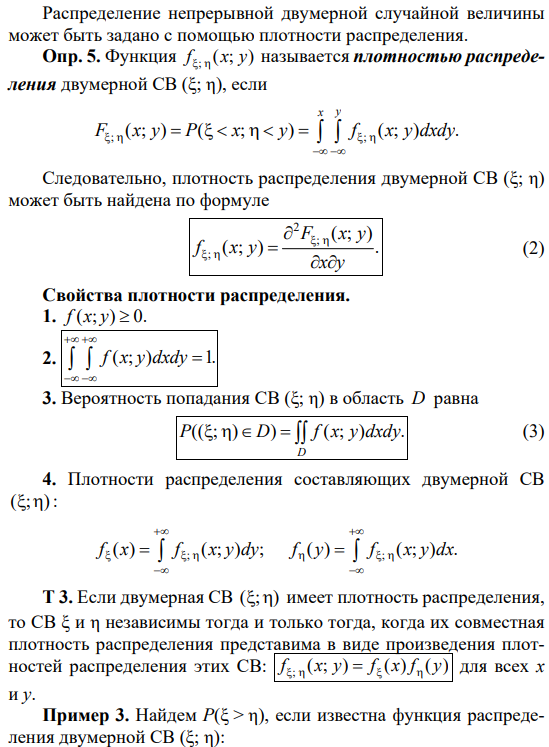 Распределение непрерывной двумерной случайной величины
может быть задано с помощью плотности распределения.
Опр. 5. Функция f_{ξ; η}(x; y) называется плотностью распреде-
ления двумерной СВ (ξ; η), если
F_{ξ; η}(x; y) = P(ξ < x; η < y) = ∫_{−∞}^{x} ∫_{−∞}^{y} f_{ξ; η}(x; y)dxdy.
Следовательно, плотность распределения двумерной СВ (ξ; η)
может быть найдена по формуле
f_{ξ; η}(x; y) = ∂²F_{ξ; η}(x; y) / ∂x∂y. (2)
Свойства плотности распределения.
1. f(x; y) ≥ 0.
2. ∫_{−∞}^{+∞} ∫_{−∞}^{+∞} f(x; y)dxdy = 1.
3. Вероятность попадания СВ (ξ; η) в область D равна
P((ξ; η) ∈ D) = ∬_{D} f(x; y)dxdy. (3)
4. Плотности распределения составляющих двумерной СВ
(ξ; η) :
f_{ξ}(x) = ∫_{−∞}^{+∞} f_{ξ; η}(x; y)dy; f_{η}(y) = ∫_{−∞}^{+∞} f_{ξ; η}(x; y)dx.
Т 3. Если двумерная СВ (ξ; η) имеет плотность распределения,
то СВ ξ и η независимы тогда и только тогда, когда их совместная
плотность распределения представима в виде произведения плот-
ностей распределения этих СВ: f_{ξ; η}(x; y) = f_{ξ}(x)f_{η}(y) для всех x
и y.
Пример 3. Найдем P(ξ > η), если известна функция распреде-
ления двумерной СВ (ξ; η):